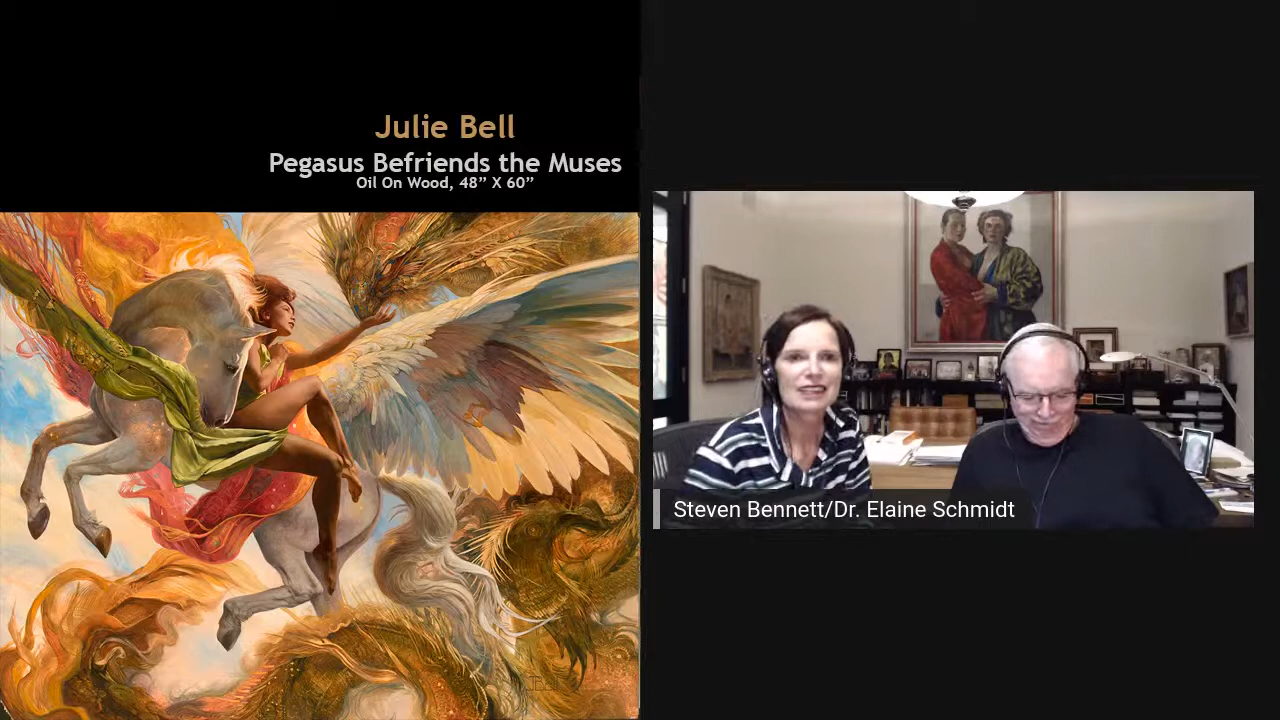 Julie Bell
Pegasus Befriends the Muses
Oil On Wood, 48” X 60”
Steven Bennett/Dr. Elaine Schmidt